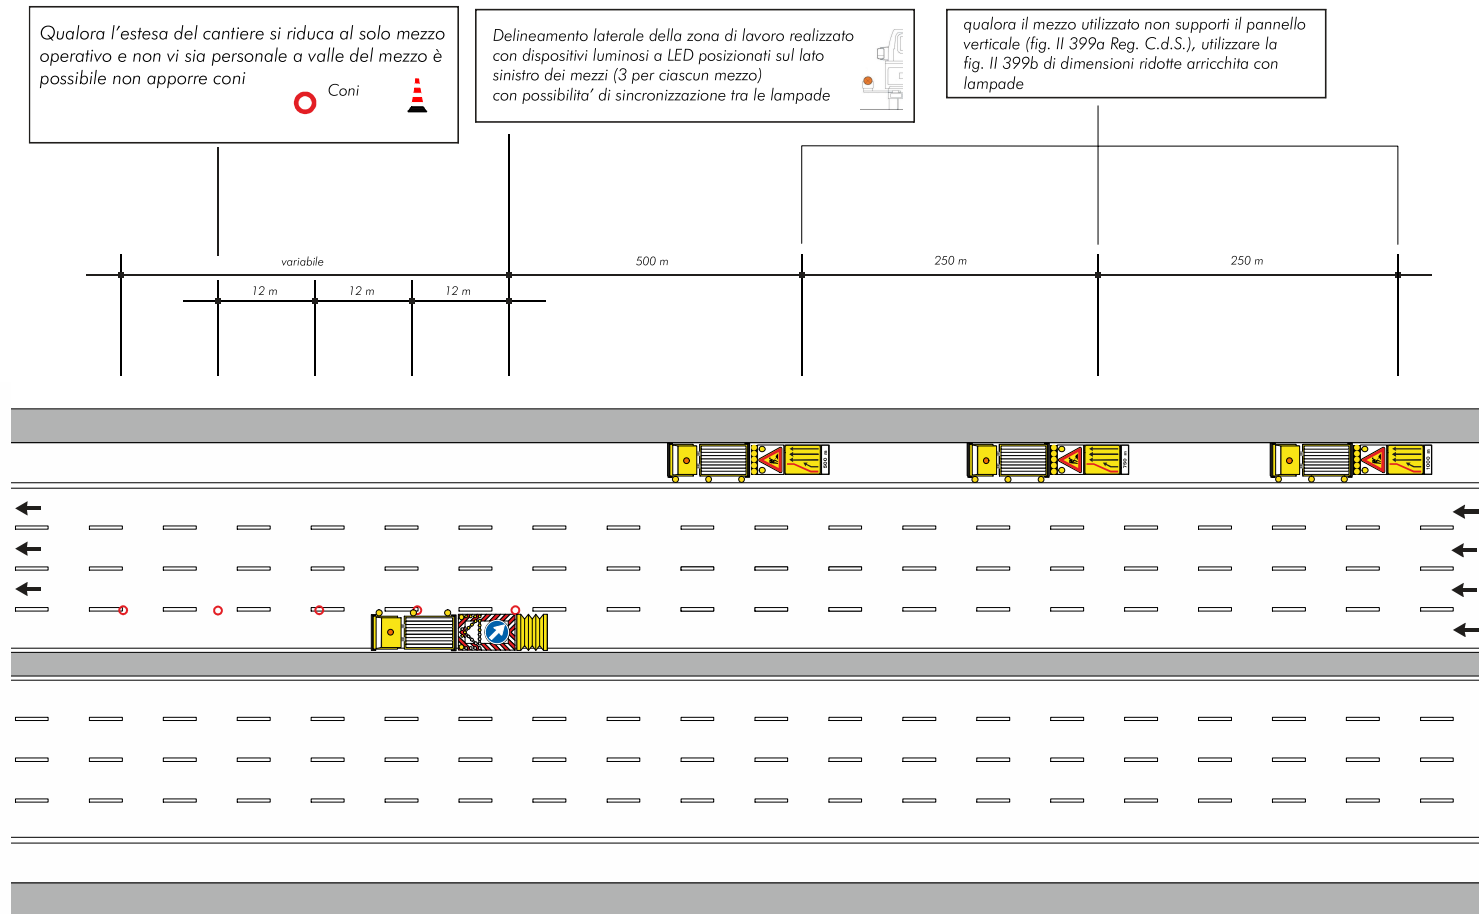 Qualora l'estesa del cantiere si riduca al solo mezzo
operativo e non vi sia personale a valle del mezzo è
possibile non apporre coni
Coni
Delineamento laterale della zona di lavoro realizzato
con dispositivi luminosi a LED posizionati sul lato
sinistro dei mezzi (3 per ciascun mezzo)
con possibilita' di sincronizzazione tra le lampade
qualora il mezzo utilizzato non supporti il pannello
verticale (fig. II 399a Reg. C.d.S.), utilizzare la
fig. II 399b di dimensioni ridotte arricchita con
lampade
variabile
500 m
250 m
250 m
12 m
12 m
12 m
500 m
750 m
1000 m